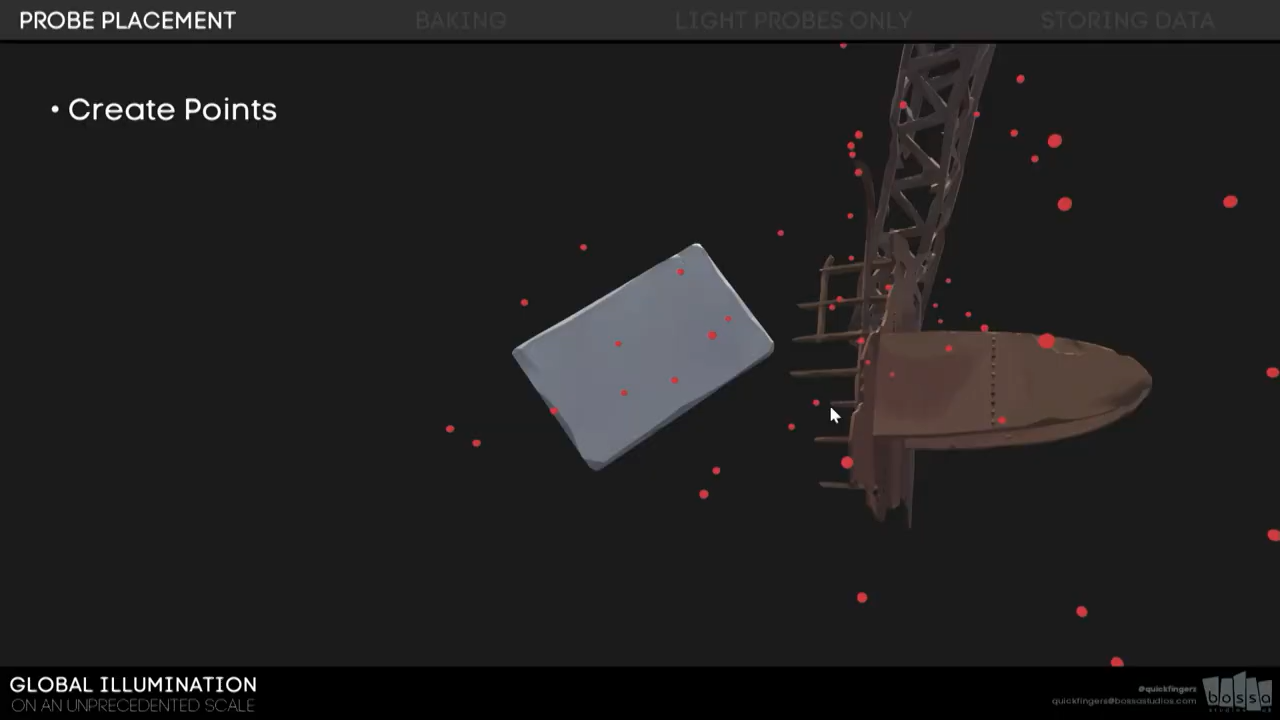 PROBE PLACEMENT
BAKING
LIGHT PROBES ONLY
STORING DATA
• Create Points
GLOBAL ILLUMINATION
ON AN UNPRECEDENTED SCALE
@quickfingers
quickfingers@bossastudios.com
bossa
studios